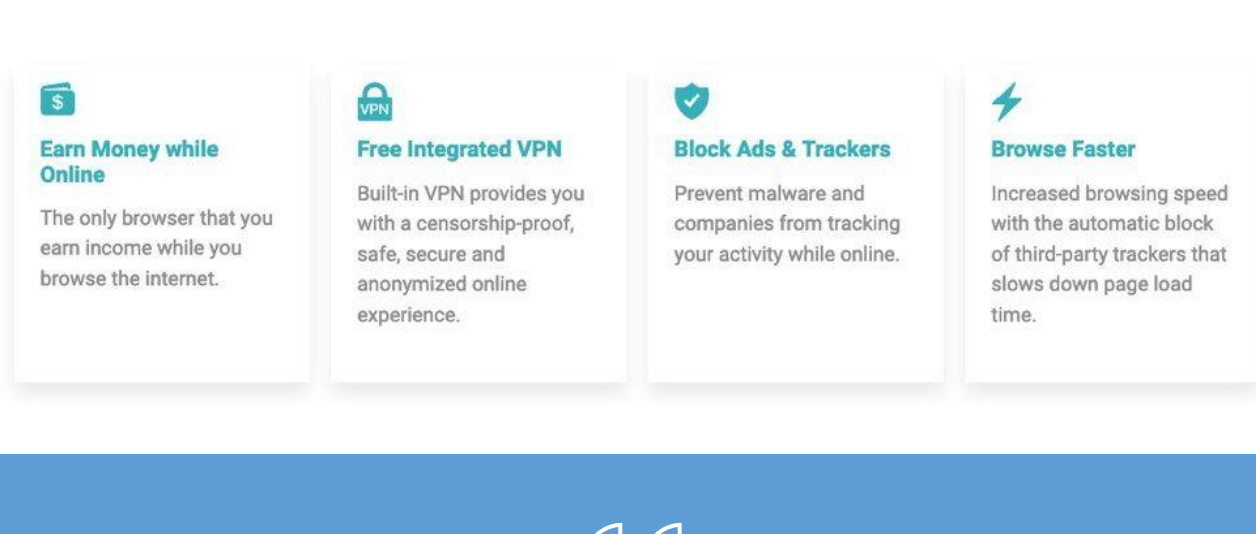 $
Earn Money while
Online
The only browser that you
earn income while you
browse the internet.
VPN
Free Integrated VPN
Built-in VPN provides you
with a censorship-proof,
safe, secure and
anonymized online
experience.
Block Ads & Trackers
Prevent malware and
companies from tracking
your activity while online.
Browse Faster
Increased browsing speed
with the automatic block
of third-party trackers that
slows down page load
time.